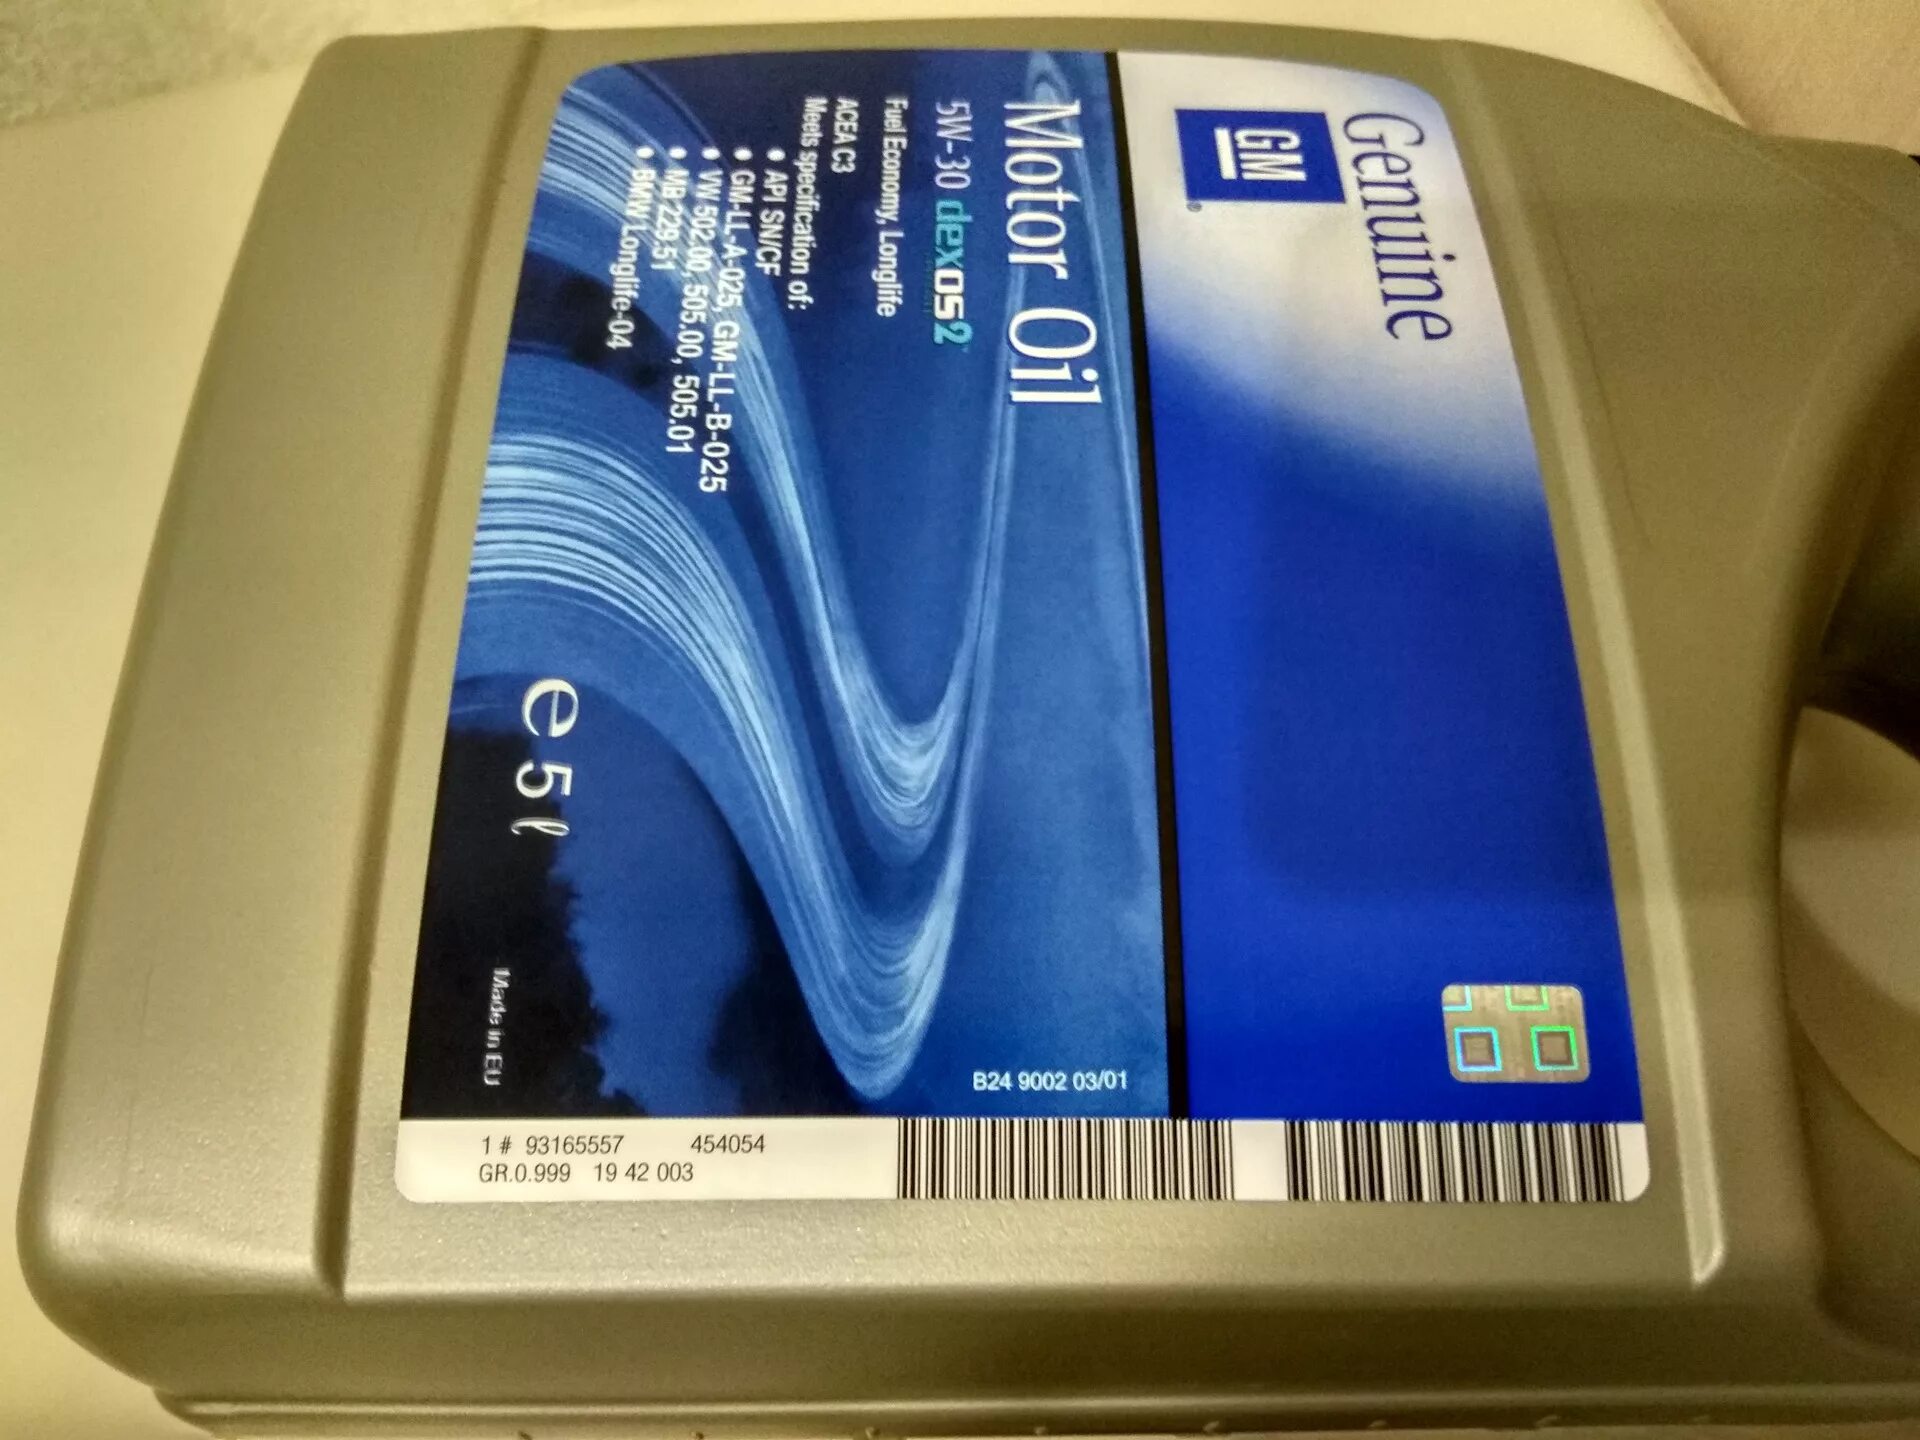 Genuine
GM
®
Motor Oil
5W-30 dexos2™
Fuel Economy, Longlife
ACEA C3
Meets specification of:
• API SN/CF
• GM-LL-A-025, GM-LL-B-025
• VW 502.00, 505.00, 505.01
• MB 229.51
• BMW Longlife-04
e 5 l
Made in EU
B24 9002 03/01
1 # 93165557 454054
GR.0.999 19 42 003